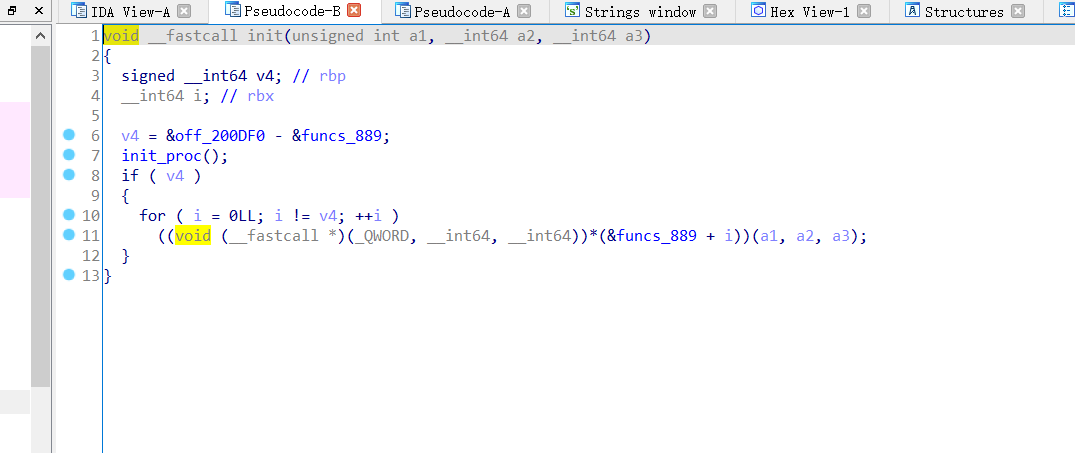 IDA View-A Pseudocode-B Pseudocode-A Strings window Hex View-1 Structures
1 void __fastcall init(unsigned int a1, __int64 a2, __int64 a3)
2 {
3 signed __int64 v4; // rbp
4 __int64 i; // rbx
5
6 v4 = &off_200DF0 - &funcs_889;
7 init_proc();
8 if ( v4 )
9 {
10 for ( i = 0LL; i != v4; ++i )
11 ((void (__fastcall *)(_QWORD, __int64, __int64))*(&funcs_889 + i))(a1, a2, a3);
12 }
13 }